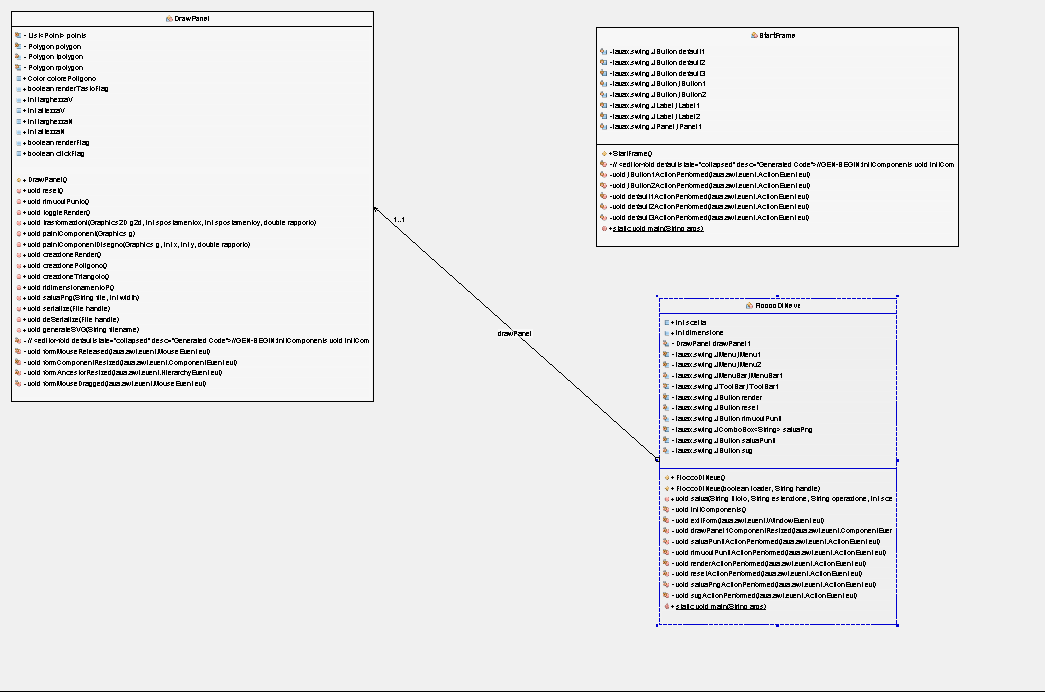 DrawPanel
- List<Point> points
- Polygon polygon
- Polygon tpolygon
- Polygon rpolygon
+ Color colorePoligono
+ boolean renderTastoFlag
+ int larghezzaV
+ int altezzaV
+ int larghezzaN
+ int altezzaN
+ boolean renderFlag
+ boolean clickFlag
+ DrawPanel()
+ void reset()
+ void rimuoviPunto()
+ void toggleRender()
+ void trasformazioni(Graphics2D g2d, int spostamentox, int spostamentoy, double rapporto)
+ void paintComponent(Graphics g)
+ void paintComponentDisegno(Graphics g, int x, int y, double rapporto)
+ void creazioneRender()
+ void creazionePoligono()
+ void creazioneTriangolo()
+ void ridimensionamentoP()
+ void salvaPng(String file, int width)
+ void serialize(File handle)
+ void deSerialize(File handle)
+ void generateSVG(String filename)
- // <editor-fold defaultstate="collapsed" desc="Generated Code">//GEN-BEGIN:initComponents void initCom
- void formMouseReleased(java.awt.event.MouseEvent evt)
- void formComponentResized(java.awt.event.ComponentEvent evt)
- void formAncestorResized(java.awt.event.HierarchyEvent evt)
- void formMouseDragged(java.awt.event.MouseEvent evt)
StartFrame
- javax.swing.JButton default1
- javax.swing.JButton default2
- javax.swing.JButton default3
- javax.swing.JButton jButton1
- javax.swing.JButton jButton2
- javax.swing.JLabel jLabel1
- javax.swing.JLabel jLabel2
- javax.swing.JPanel jPanel1
+ StartFrame()
- // <editor-fold defaultstate="collapsed" desc="Generated Code">//GEN-BEGIN:initComponents void initCom
- void jButton1ActionPerformed(java.awt.event.ActionEvent evt)
- void jButton2ActionPerformed(java.awt.event.ActionEvent evt)
- void default1ActionPerformed(java.awt.event.ActionEvent evt)
- void default2ActionPerformed(java.awt.event.ActionEvent evt)
- void default3ActionPerformed(java.awt.event.ActionEvent evt)
+ static void main(String args)
1..1
drawPanel
FioccoDiNeve
+ int scelta
+ int dimensione
- DrawPanel drawPanel1
- javax.swing.JMenu jMenu1
- javax.swing.JMenu jMenu2
- javax.swing.JMenuBar jMenuBar1
- javax.swing.JToolBar jToolBar1
- javax.swing.JButton render
- javax.swing.JButton reset
- javax.swing.JButton rimuoviPunti
- javax.swing.JComboBox<String> salvaPng
- javax.swing.JButton salvaPunti
- javax.swing.JButton svg
+ FioccoDiNeve()
+ FioccoDiNeve(boolean loader, String handle)
+ void salva(String titolo, String estenzione, String operazione, int sce
- void initComponents()
- void exitForm(java.awt.event.WindowEvent evt)
- void drawPanel1ComponentResized(java.awt.event.ComponentEver
- void salvaPuntiActionPerformed(java.awt.event.ActionEvent evt)
- void rimuoviPuntiActionPerformed(java.awt.event.ActionEvent evt)
- void renderActionPerformed(java.awt.event.ActionEvent evt)
- void resetActionPerformed(java.awt.event.ActionEvent evt)
- void salvaPngActionPerformed(java.awt.event.ActionEvent evt)
- void svgActionPerformed(java.awt.event.ActionEvent evt)
+ static void main(String args)